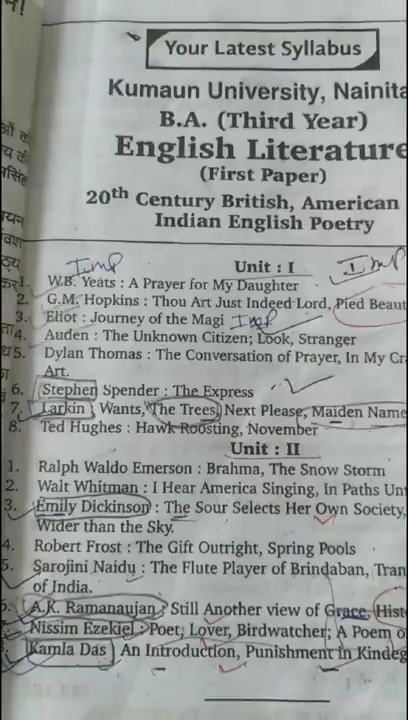 Your Latest Syllabus
Kumaun University, Nainita
B.A. (Third Year)
English Literature
(First Paper)
20th Century British, American
Indian English Poetry
Unit : I
Imp
Imp
1. W.B. Yeats : A Prayer for My Daughter
2. G.M. Hopkins : Thou Art Just Indeed Lord, Pied Beaut
3. Eliot : Journey of the Magi Imp
4. Auden : The Unknown Citizen; Look, Stranger
5. Dylan Thomas : The Conversation of Prayer, In My Cr
Art.
6. Stephen Spender : The Express
7. Larkin : Wants, The Trees, Next Please, Maiden Name
8. Ted Hughes : Hawk Roosting, November
Unit : II
1. Ralph Waldo Emerson : Brahma, The Snow Storm
2. Walt Whitman : I Hear America Singing, In Paths Unt
3. Emily Dickinson : The Sour Selects Her Own Society,
Wider than the Sky.
4. Robert Frost : The Gift Outright, Spring Pools
5. Sarojini Naidu : The Flute Player of Brindaban, Tran
of India.
6. A.K. Ramanaujan : Still Another view of Grace, Hist
Nissim Ezekiel : Poet, Lover, Birdwatcher; A Poem o
Kamla Das : An Introduction, Punishment in Kindeg